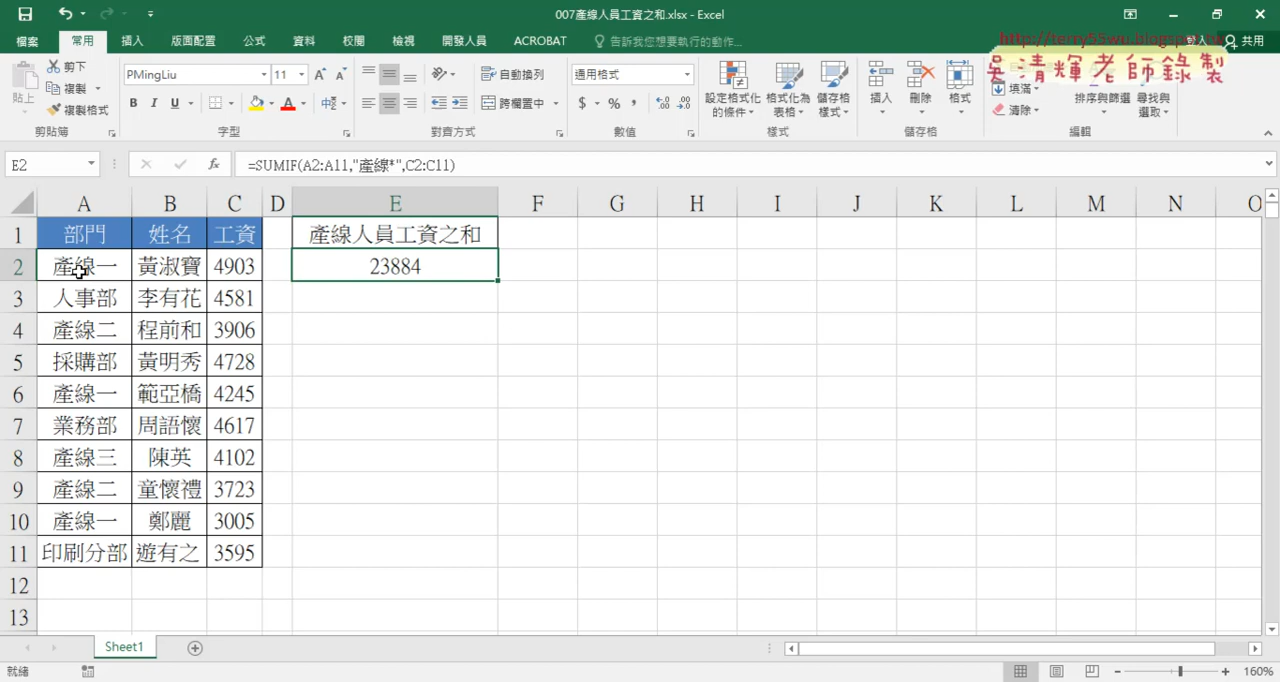 007產線人員工資之和.xlsx - Excel
檔案 常用 插入 版面配置 公式 資料 校閱 檢視 開發人員 ACROBAT 告訴我您想要執行的動作... 登入 共用
http://terry55wu.blogspot.tw
吳清輝老師錄製
貼上 剪下 複製 複製格式
PMingLiu 11
B I U
自動換列
跨欄置中
通用格式
$ % ,
設定格式化的條件 格式化為表格 儲存格樣式
插入 刪除 格式
填滿 清除
排序與篩選 尋找與選取
剪貼簿 字型 對齊方式 數值 樣式 儲存格 編輯
E2 fx =SUMIF(A2:A11,"產線*",C2:C11)
A B C D E F G H I J K L M N O
1 部門 姓名 工資 產線人員工資之和
2 產線一 黃淑寶 4903 23884
3 人事部 李有花 4581
4 產線二 程前和 3906
5 採購部 黃明秀 4728
6 產線一 範亞橋 4245
7 業務部 周語懷 4617
8 產線三 陳英 4102
9 產線二 童懷禮 3723
10 產線一 鄭麗 3005
11 印刷分部 遊有之 3595
12
13
Sheet1
就緒 160%